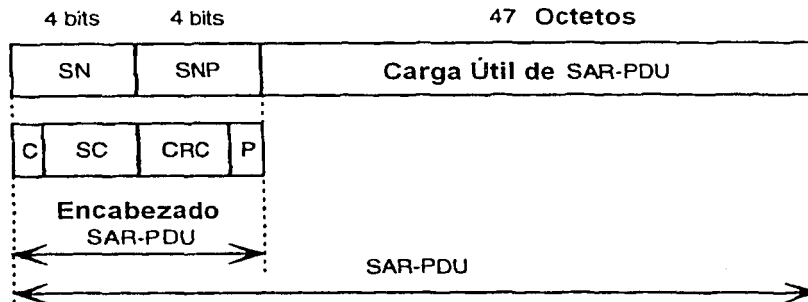 4 bits 4 bits 47 Octetos
SN SNP Carga Útil de SAR-PDU
C SC CRC P
Encabezado
SAR-PDU
SAR-PDU